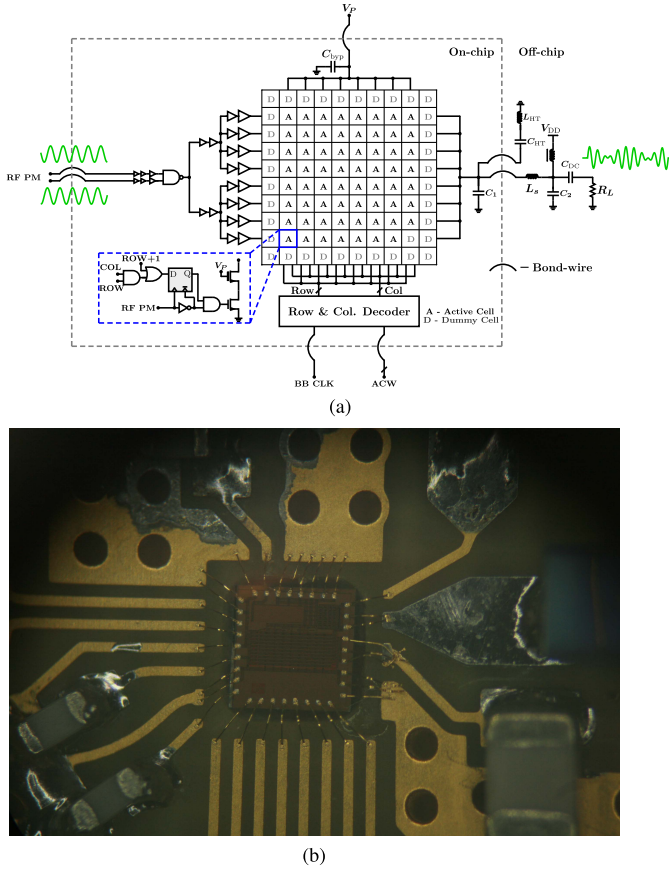 V_P
On-chip
Off-chip
C_byp
L_HT
C_HT
V_DD
C_DC
L_s
C_1
C_2
R_L
D D D D D D D D D D
D A A A A A A A A D
D A A A A A A A A D
D A A A A A A A A D
D A A A A A A A A D
D A A A A A A A A D
D A A A A A A A A D
D A A A A A A A A D
D A A A A A A A A D
D D D D D D D D D D
RF PM
ROW+1
COL
ROW
D Q
V_P
RF PM
Row
Col
Row & Col. Decoder
A - Active Cell
D - Dummy Cell
– Bond-wire
BB CLK
ACW
(a)
(b)